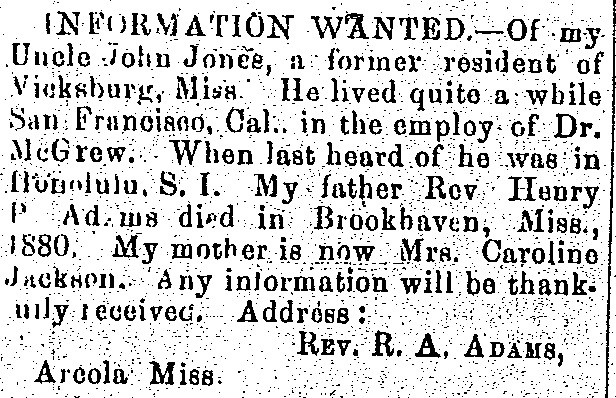 INFORMATION WANTED.—Of my
Uncle John Jones, a former resident of
Vicksburg, Miss. He lived quite a while
San Francisco, Cal., in the employ of Dr.
McGrew. When last heard of he was in
Honolulu, S. I. My father Rev. Henry
P. Adams died in Brookhaven, Miss.,
1880. My mother is now Mrs. Caroline
Jackson. Any information will be thank-
fully received. Address:
REV. R. A. ADAMS,
Arcola Miss.